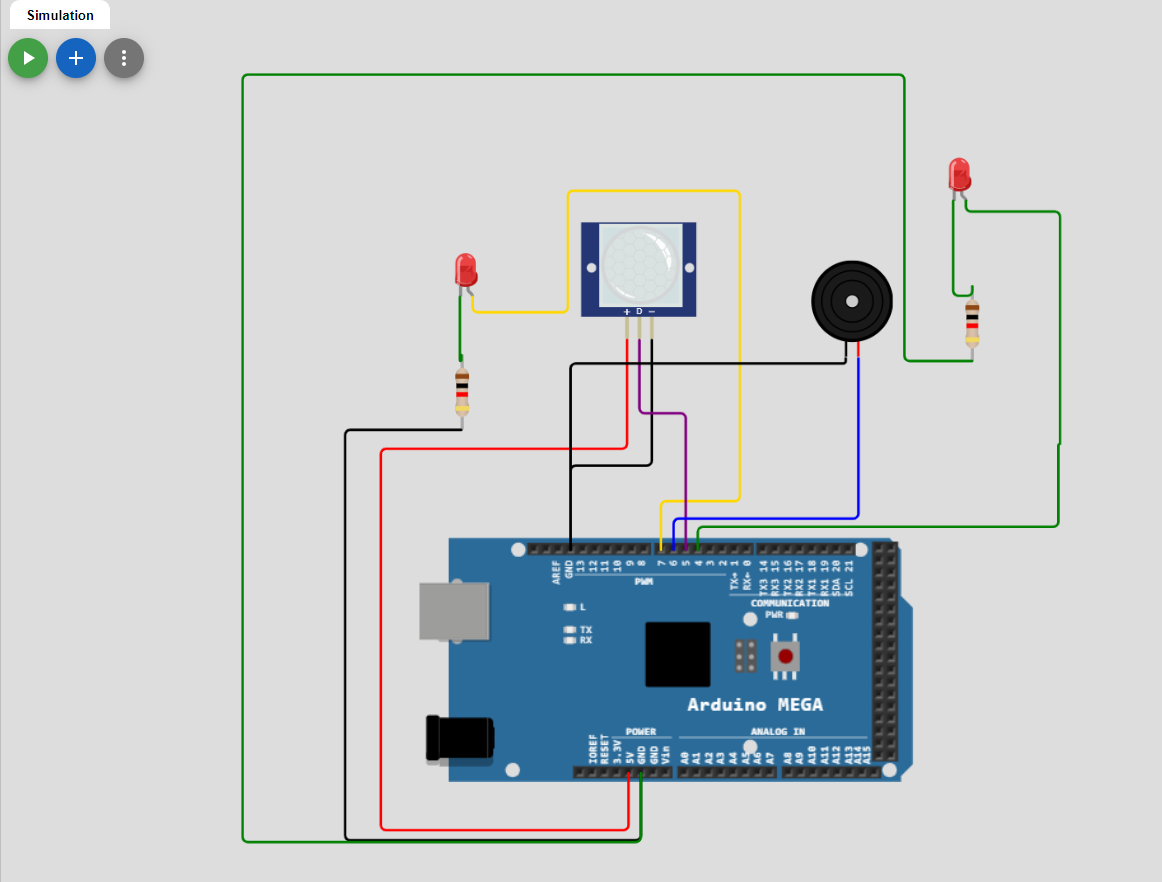 Simulation
+ D −
AREF
GND
13
12
11
10
9
8
7
6
5
4
3
2
TX→ 1
RX← 0
TX3 14
RX3 15
TX2 16
RX2 17
TX1 18
RX1 19
SDA 20
SCL 21
PWM
COMMUNICATION
L
PWR
TX
RX
Arduino MEGA
POWER
ANALOG IN
IOREF
RESET
3.3V
5V
GND
GND
Vin
A0
A1
A2
A3
A4
A5
A6
A7
A8
A9
A10
A11
A12
A13
A14
A15